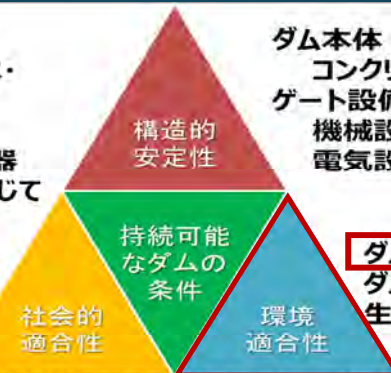 ダム本体
コンクリ
ゲート設備
機械設
電気設
器
じて
構造的
安定性
持続可能
なダムの
条件
社会的
適合性
環境
適合性
ダ
ダ
生